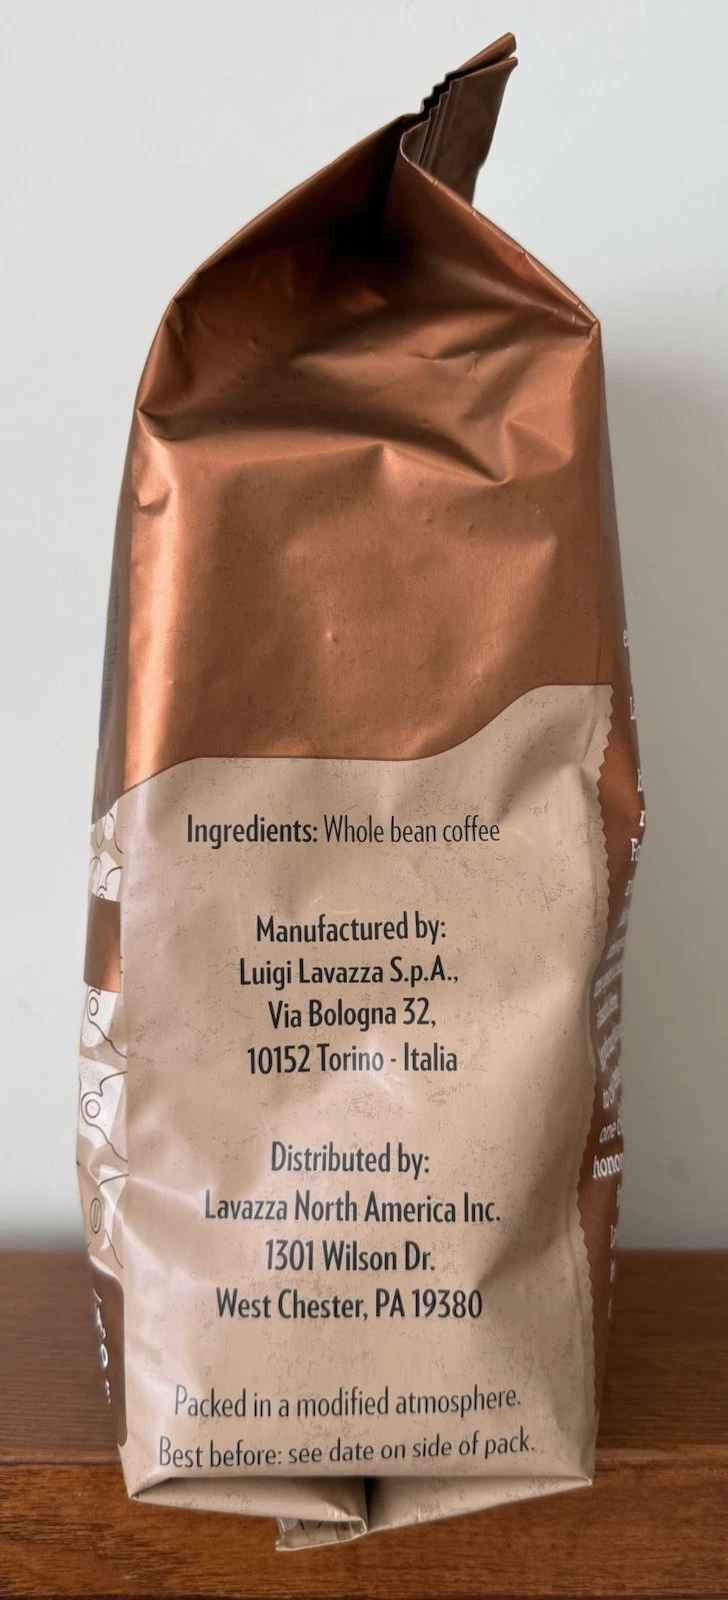 Ingredients: Whole bean coffee
Manufactured by:
Luigi Lavazza S.p.A.,
Via Bologna 32,
10152 Torino - Italia
Distributed by:
Lavazza North America Inc.
1301 Wilson Dr.
West Chester, PA 19380
Packed in a modified atmosphere.
Best before: see date on side of pack.